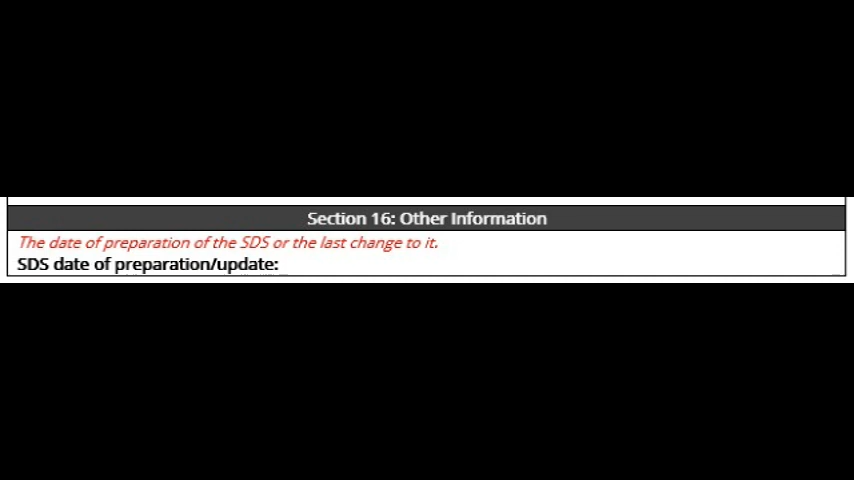 Section 16: Other Information
The date of preparation of the SDS or the last change to it.
SDS date of preparation/update: